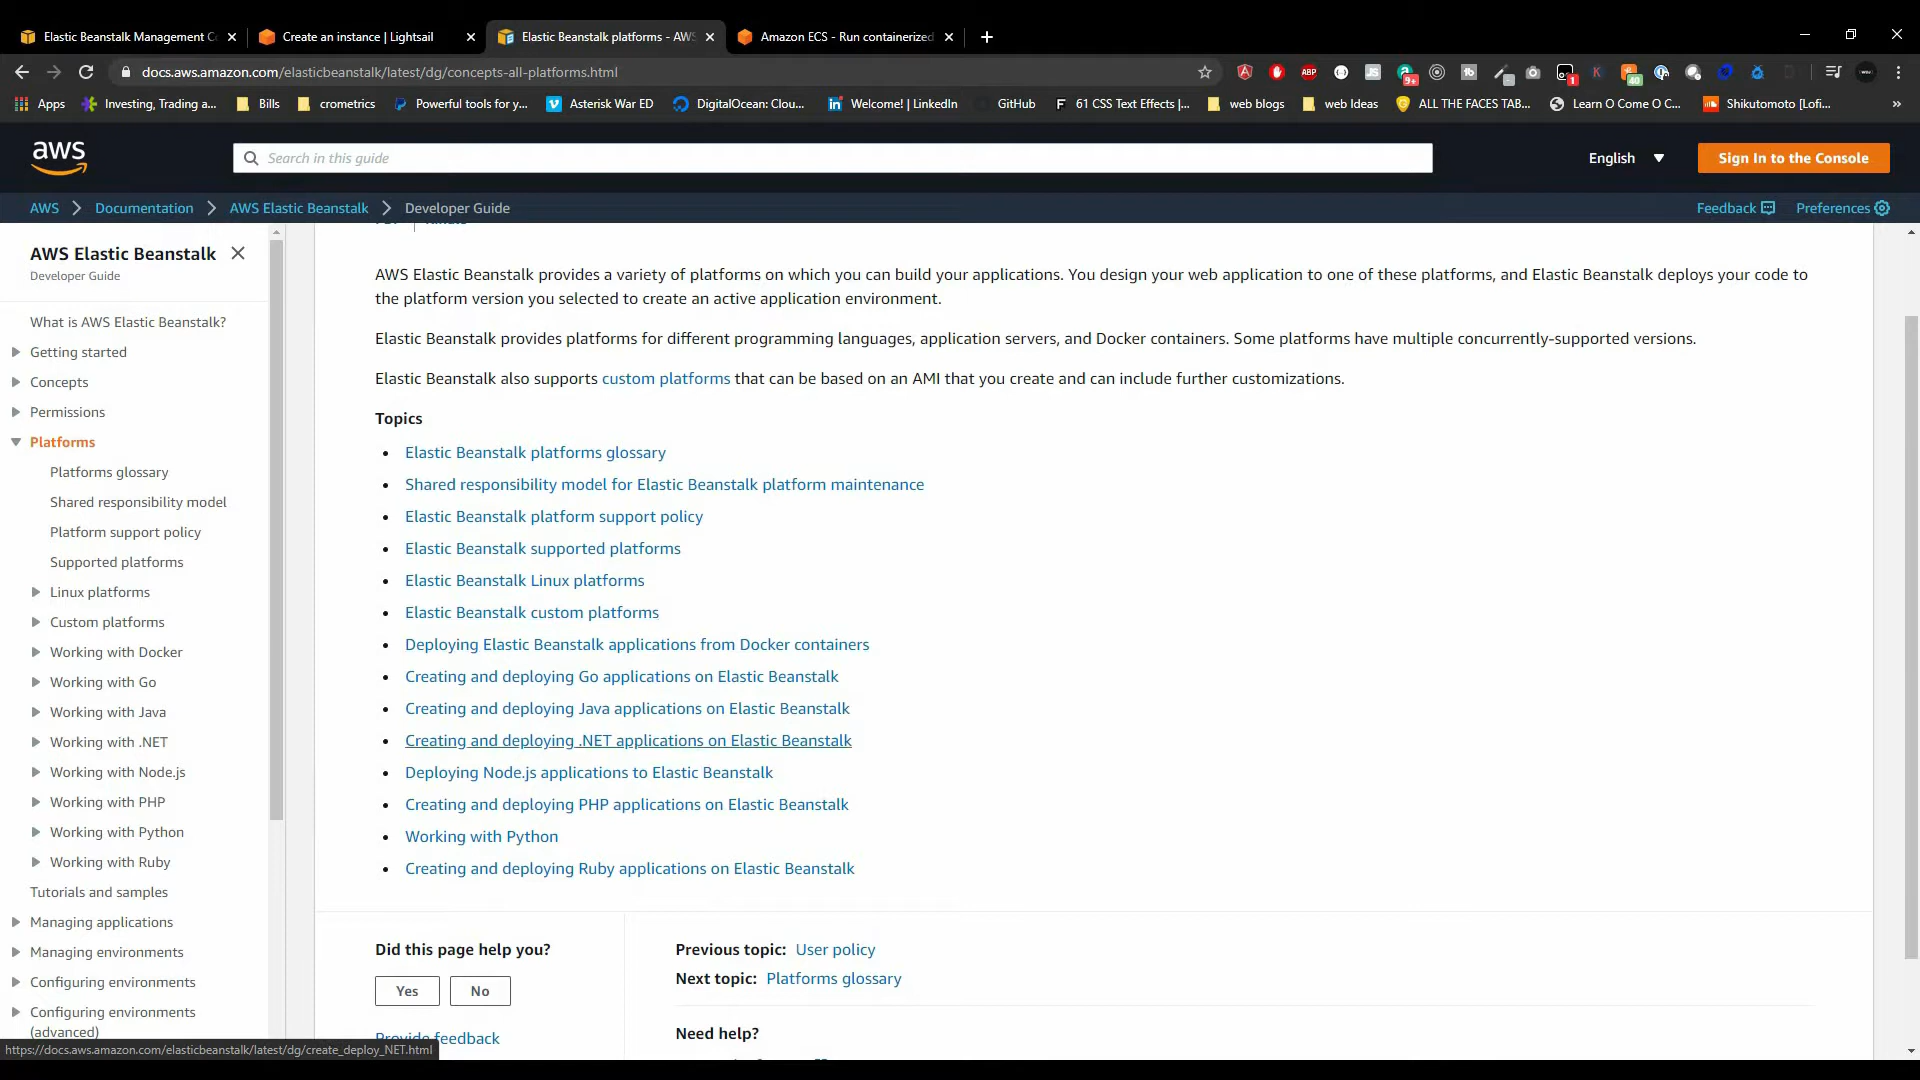 Elastic Beanstalk Management C
Create an instance | Lightsail
Elastic Beanstalk platforms - AWS
Amazon ECS - Run containerized
docs.aws.amazon.com/elasticbeanstalk/latest/dg/concepts-all-platforms.html
ABP
JS
9+
1
40
Apps
Investing, Trading a...
Bills
crometrics
Powerful tools for y...
Asterisk War ED
DigitalOcean: Clou...
Welcome! | LinkedIn
GitHub
61 CSS Text Effects |...
web blogs
web Ideas
ALL THE FACES TAB...
Learn O Come O C...
Shikutomoto [Lofi...
aws
Search in this guide
English
Sign In to the Console
AWS
Documentation
AWS Elastic Beanstalk
Developer Guide
Feedback
Preferences
AWS Elastic Beanstalk
Developer Guide
What is AWS Elastic Beanstalk?
Getting started
Concepts
Permissions
Platforms
Platforms glossary
Shared responsibility model
Platform support policy
Supported platforms
Linux platforms
Custom platforms
Working with Docker
Working with Go
Working with Java
Working with .NET
Working with Node.js
Working with PHP
Working with Python
Working with Ruby
Tutorials and samples
Managing applications
Managing environments
Configuring environments
Configuring environments
(advanced)
AWS Elastic Beanstalk provides a variety of platforms on which you can build your applications. You design your web application to one of these platforms, and Elastic Beanstalk deploys your code to
the platform version you selected to create an active application environment.
Elastic Beanstalk provides platforms for different programming languages, application servers, and Docker containers. Some platforms have multiple concurrently-supported versions.
Elastic Beanstalk also supports custom platforms that can be based on an AMI that you create and can include further customizations.
Topics
• Elastic Beanstalk platforms glossary
• Shared responsibility model for Elastic Beanstalk platform maintenance
• Elastic Beanstalk platform support policy
• Elastic Beanstalk supported platforms
• Elastic Beanstalk Linux platforms
• Elastic Beanstalk custom platforms
• Deploying Elastic Beanstalk applications from Docker containers
• Creating and deploying Go applications on Elastic Beanstalk
• Creating and deploying Java applications on Elastic Beanstalk
• Creating and deploying .NET applications on Elastic Beanstalk
• Deploying Node.js applications to Elastic Beanstalk
• Creating and deploying PHP applications on Elastic Beanstalk
• Working with Python
• Creating and deploying Ruby applications on Elastic Beanstalk
Did this page help you?
Yes
No
Provide feedback
Previous topic: User policy
Next topic: Platforms glossary
Need help?
https://docs.aws.amazon.com/elasticbeanstalk/latest/dg/create_deploy_NET.html